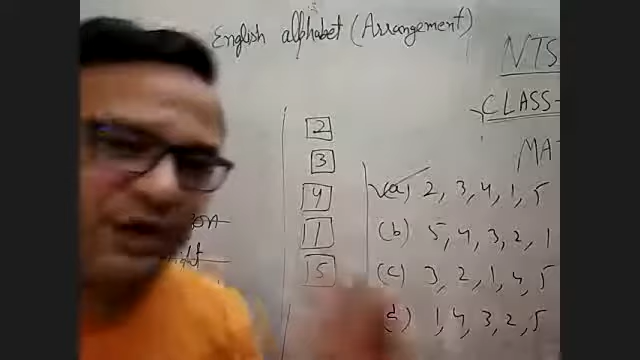 English alphabet (Arrangement)
NTS
CLASS-
MAT
2
3
4
1
5
(a) 2, 3, 4, 1, 5
(b) 5, 4, 3, 2, 1
(c) 3, 2, 1, 4, 5
(d) 1, 4, 3, 2, 5